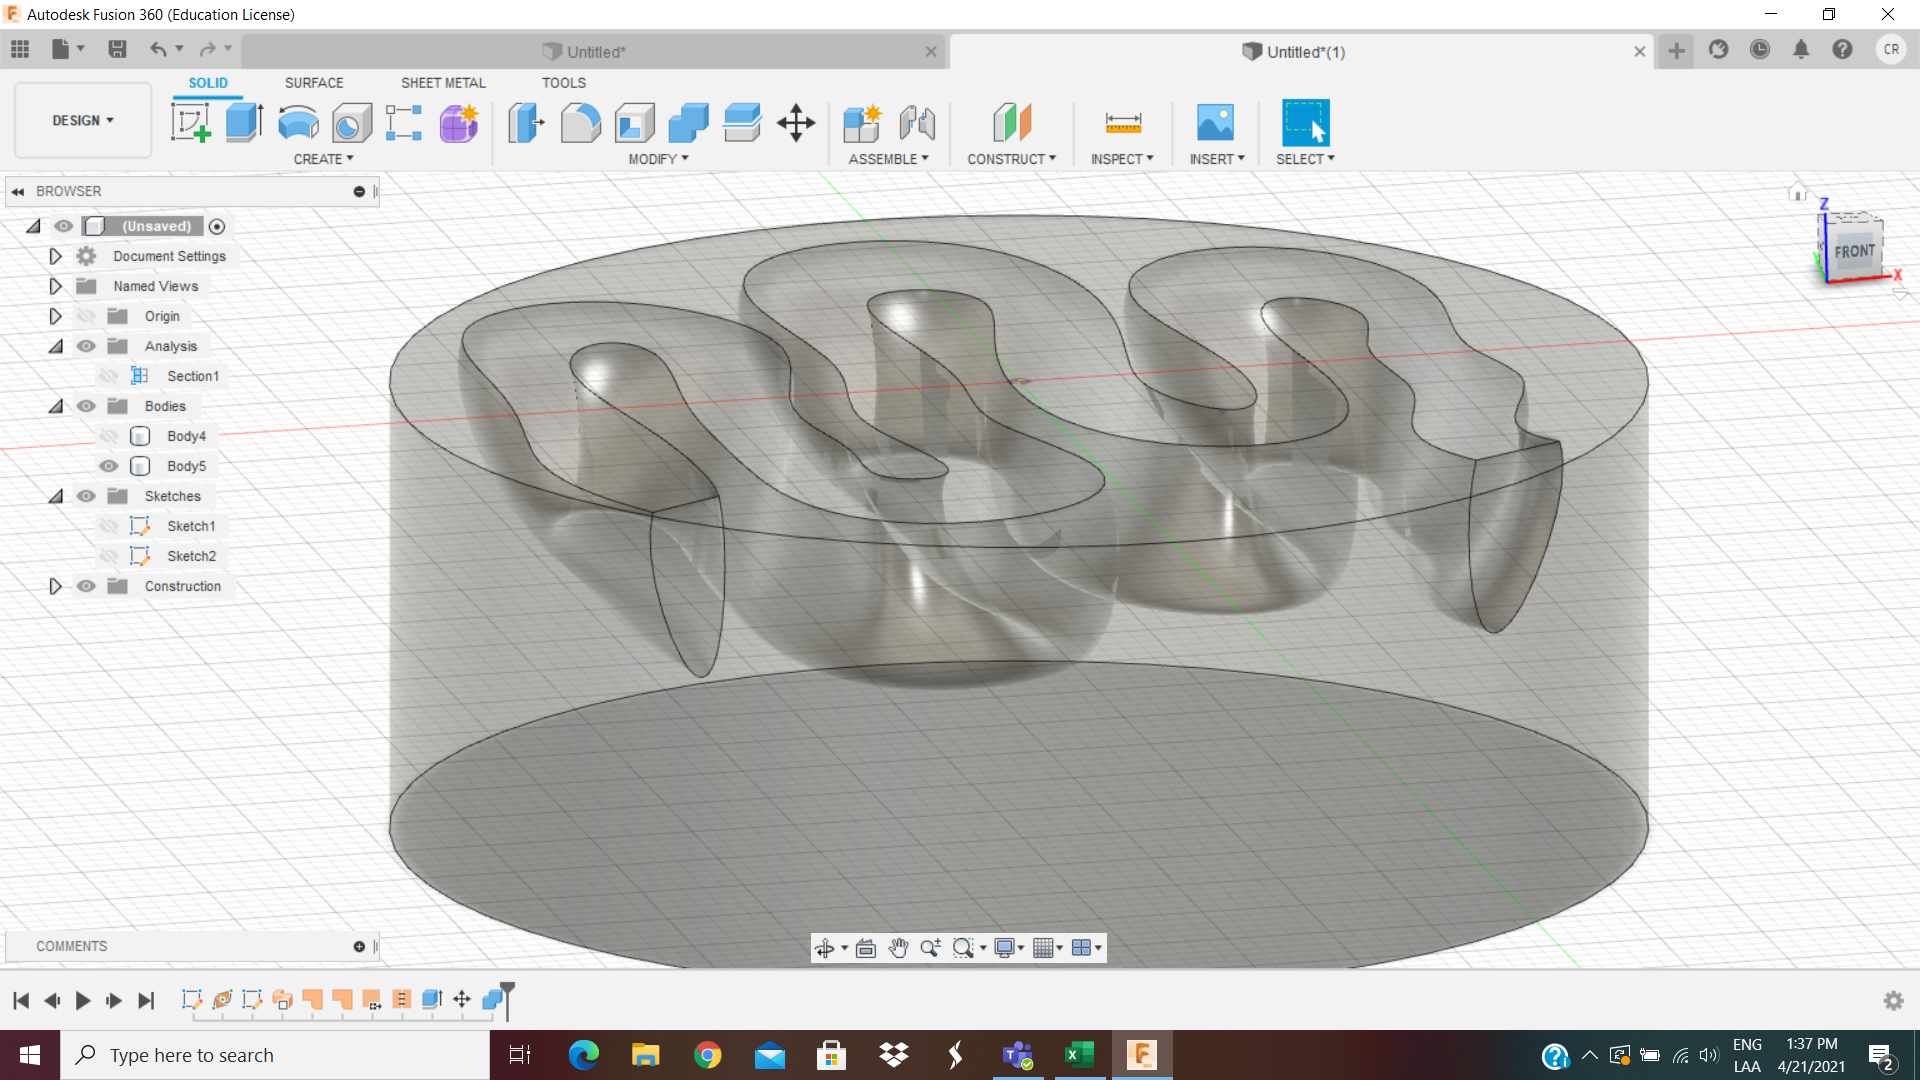 Autodesk Fusion 360 (Education License)
Untitled*
Untitled*(1)
CR
SOLID
SURFACE
SHEET METAL
TOOLS
DESIGN
CREATE
MODIFY
ASSEMBLE
CONSTRUCT
INSPECT
INSERT
SELECT
BROWSER
(Unsaved)
Document Settings
Named Views
Origin
Analysis
Section1
Bodies
Body4
Body5
Sketches
Sketch1
Sketch2
Construction
Z
FRONT
X
COMMENTS
Type here to search
ENG
LAA
1:37 PM
4/21/2021
2